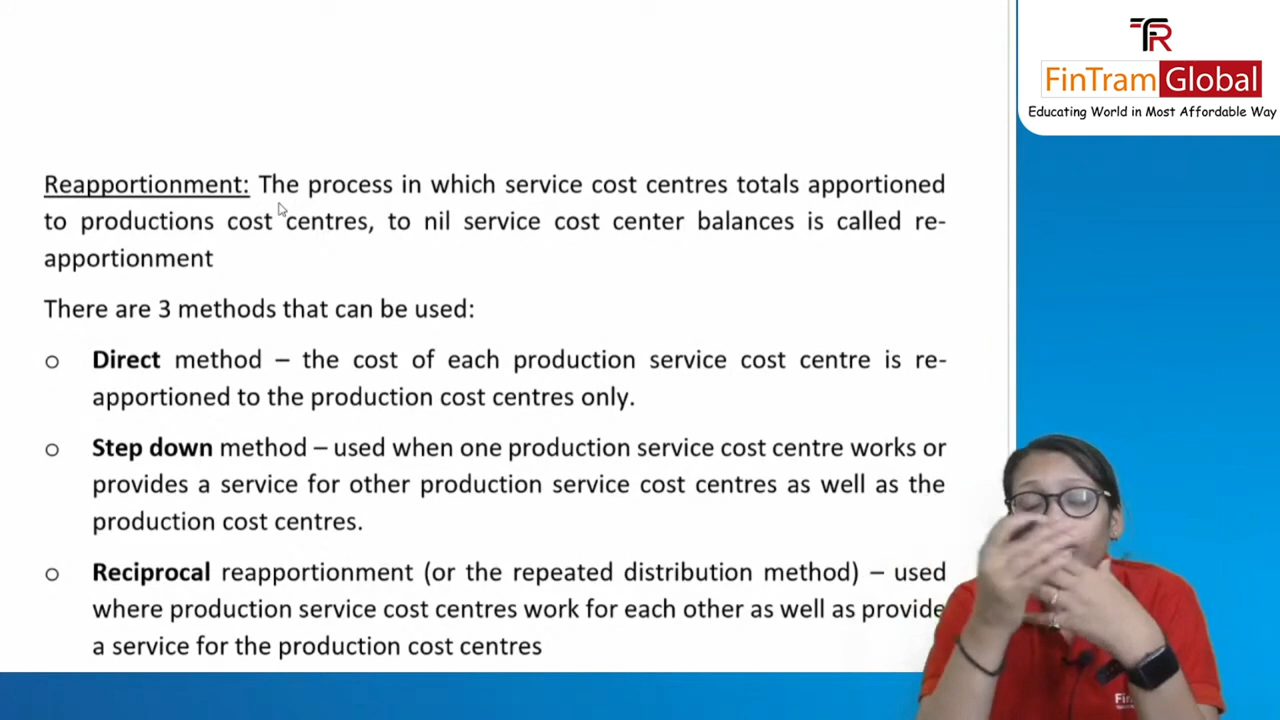 TR
FinTram Global
Educating World in Most Affordable Way
Reapportionment: The process in which service cost centres totals apportioned
to productions cost centres, to nil service cost center balances is called re-
apportionment
There are 3 methods that can be used:
o Direct method – the cost of each production service cost centre is re-
apportioned to the production cost centres only.
o Step down method – used when one production service cost centre works or
provides a service for other production service cost centres as well as the
production cost centres.
o Reciprocal reapportionment (or the repeated distribution method) – used
where production service cost centres work for each other as well as provide
a service for the production cost centres